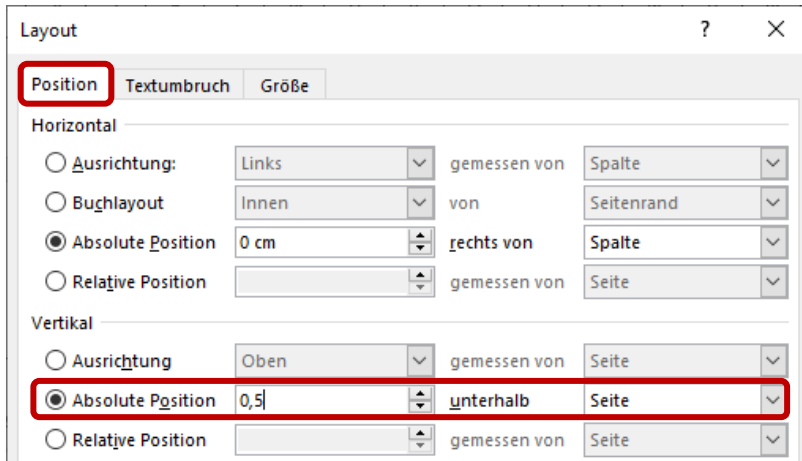 Layout ?
Position Textumbruch Größe
Horizontal
Ausrichtung: Links gemessen von Spalte
Buchlayout Innen von Seitenrand
Absolute Position 0 cm rechts von Spalte
Relative Position gemessen von Seite
Vertikal
Ausrichtung Oben gemessen von Seite
Absolute Position 0,5 unterhalb Seite
Relative Position gemessen von Seite